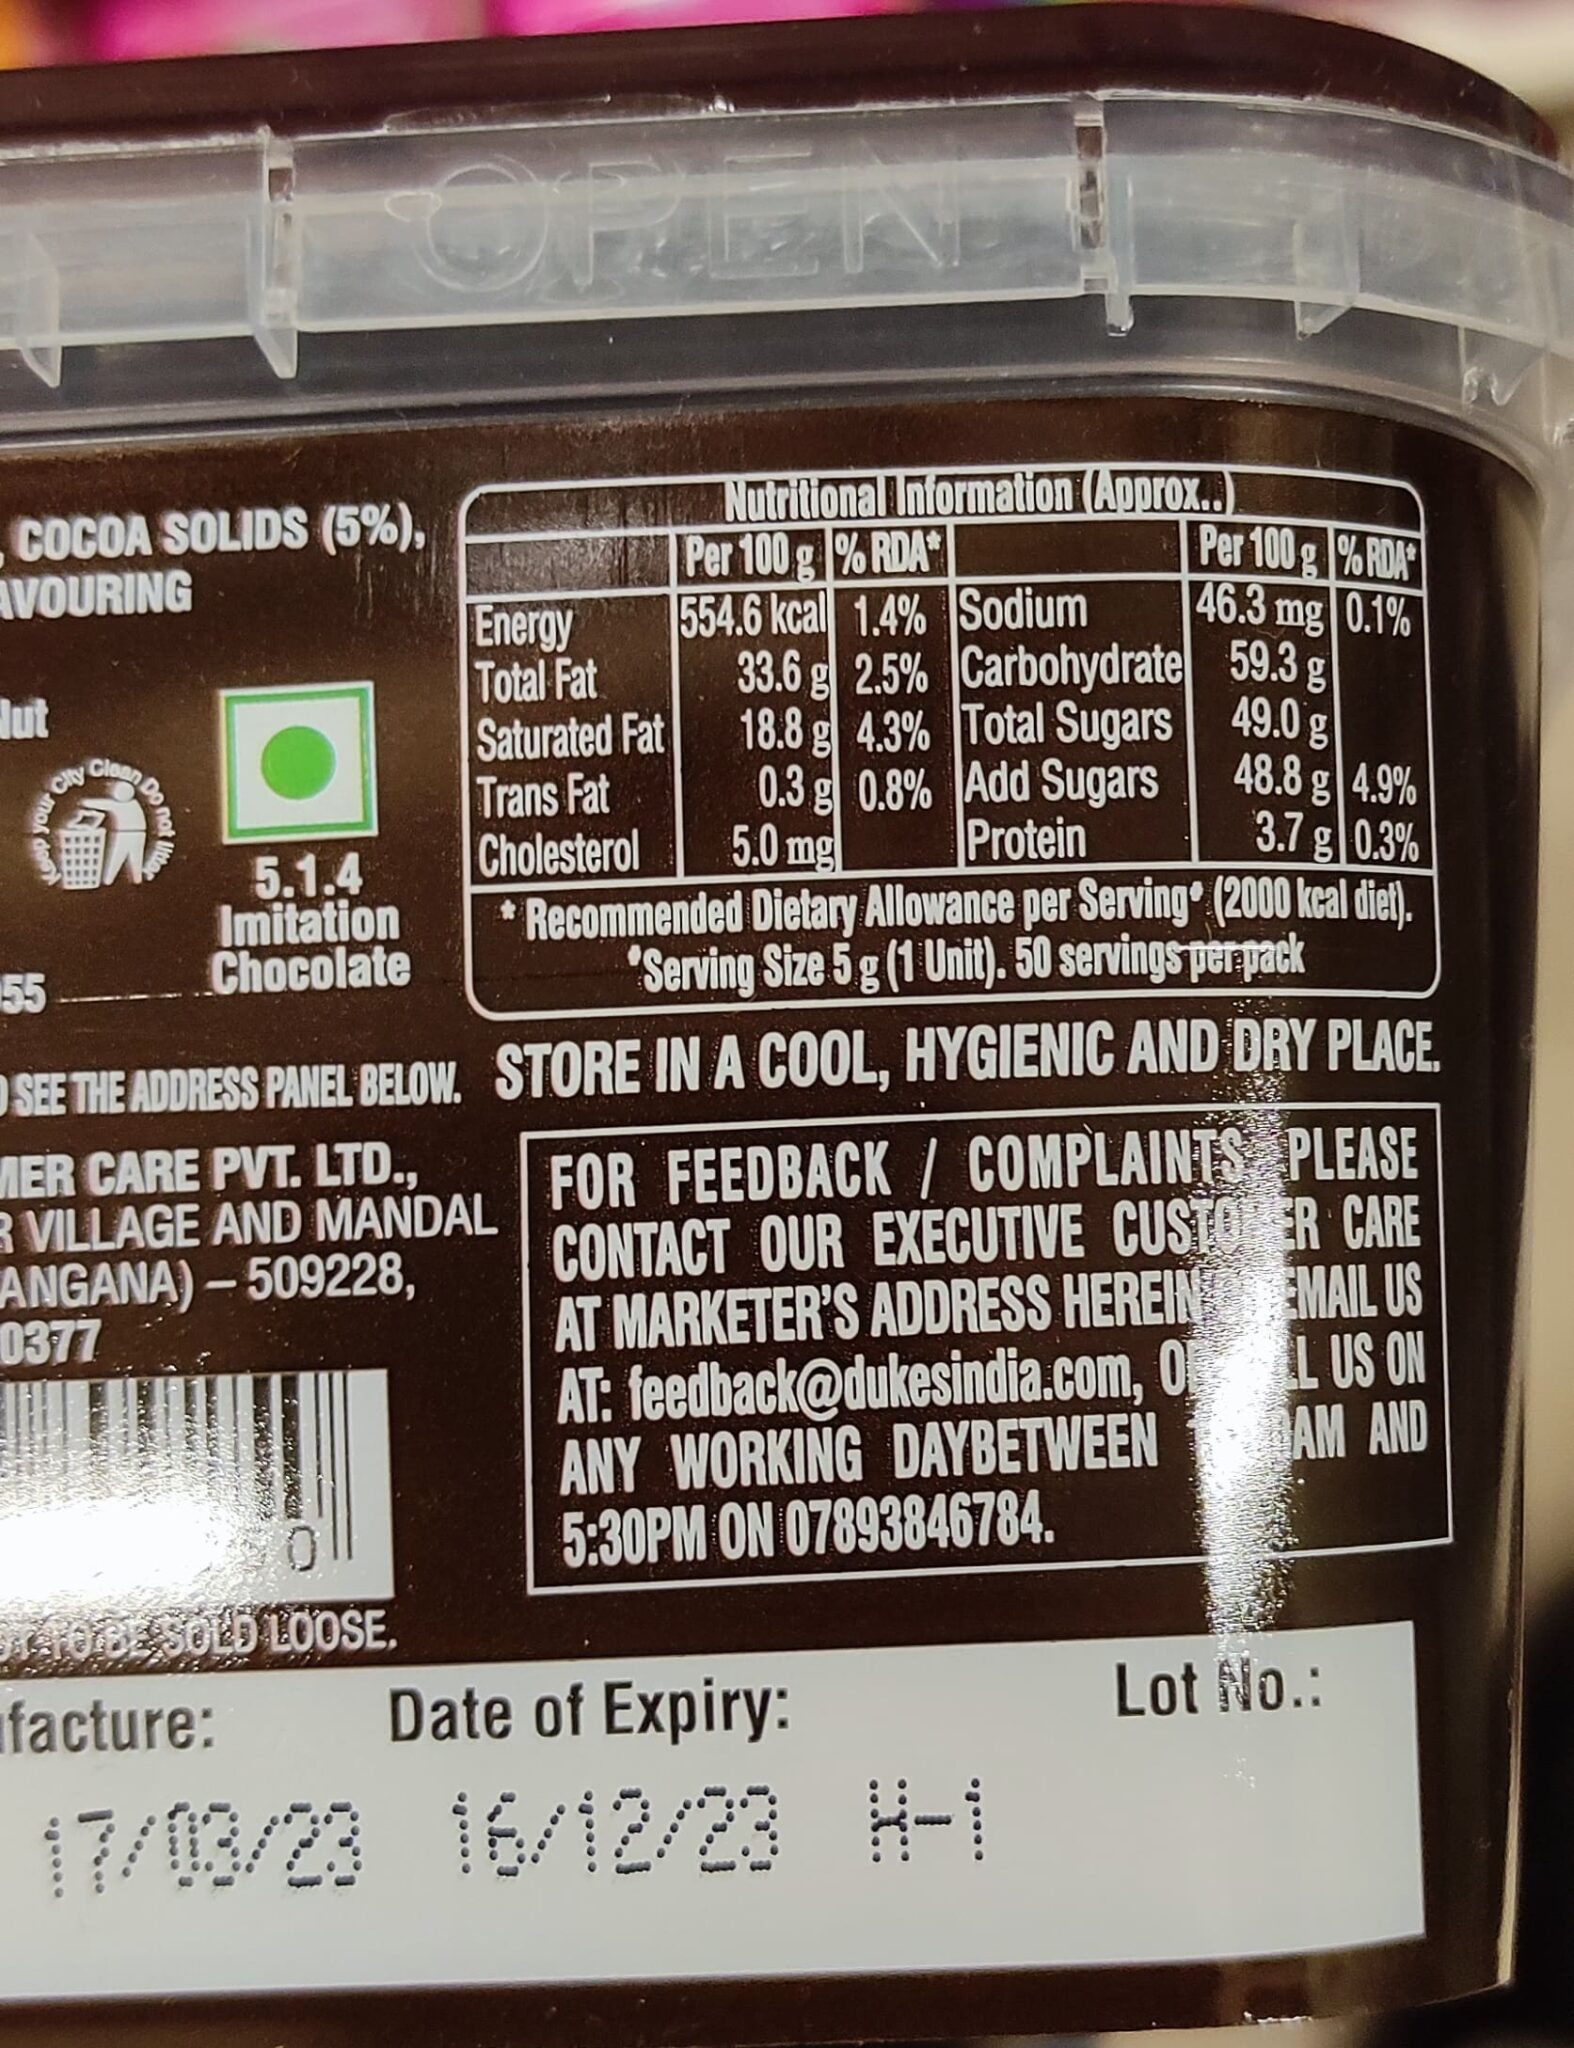 OPEN
, COCOA SOLIDS (5%),
AVOURING
Nut
Keep your City Clean Do not litter
5.1.4
Imitation
Chocolate
055
Nutritional Information (Approx..)
Per 100 g % RDA* Per 100 g % RDA*
Energy 554.6 kcal 1.4% Sodium 46.3 mg 0.1%
Total Fat 33.6 g 2.5% Carbohydrate 59.3 g
Saturated Fat 18.8 g 4.3% Total Sugars 49.0 g
Trans Fat 0.3 g 0.8% Add Sugars 48.8 g 4.9%
Cholesterol 5.0 mg Protein 3.7 g 0.3%
* Recommended Dietary Allowance per Serving• (2000 kcal diet).
•Serving Size 5 g (1 Unit). 50 servings per pack
STORE IN A COOL, HYGIENIC AND DRY PLACE.
SEE THE ADDRESS PANEL BELOW.
MER CARE PVT. LTD.,
R VILLAGE AND MANDAL
ANGANA) – 509228,
0377
FOR FEEDBACK / COMPLAINTS PLEASE
CONTACT OUR EXECUTIVE CUSTOMER CARE
AT MARKETER'S ADDRESS HEREIN EMAIL US
AT: feedback@dukesindia.com, US ON
ANY WORKING DAYBETWEEN AM AND
5:30PM ON 07893846784.
0
TO BE SOLD LOOSE.
ufacture: Date of Expiry: Lot No.:
17/03/23 16/12/23 H-1